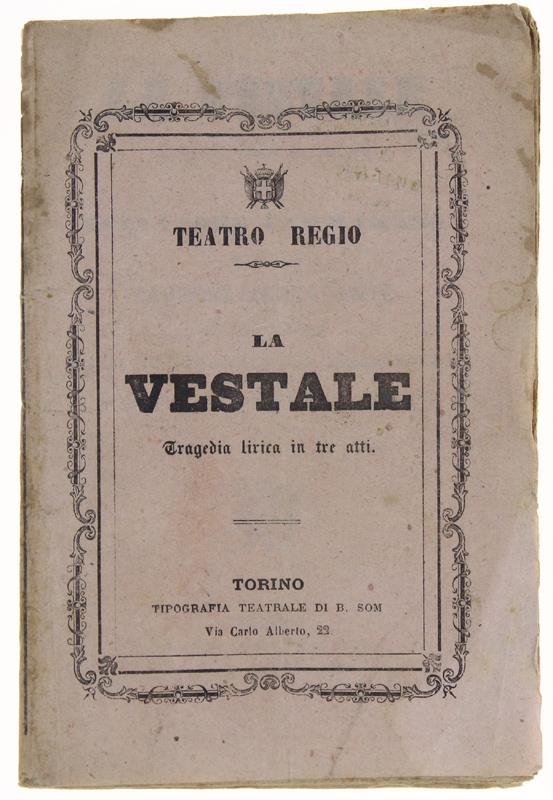 TEATRO REGIO
LA
VESTALE
Tragedia lirica in tre atti.
TORINO
TIPOGRAFIA TEATRALE DI B. SOM
Via Carlo Alberto, 22